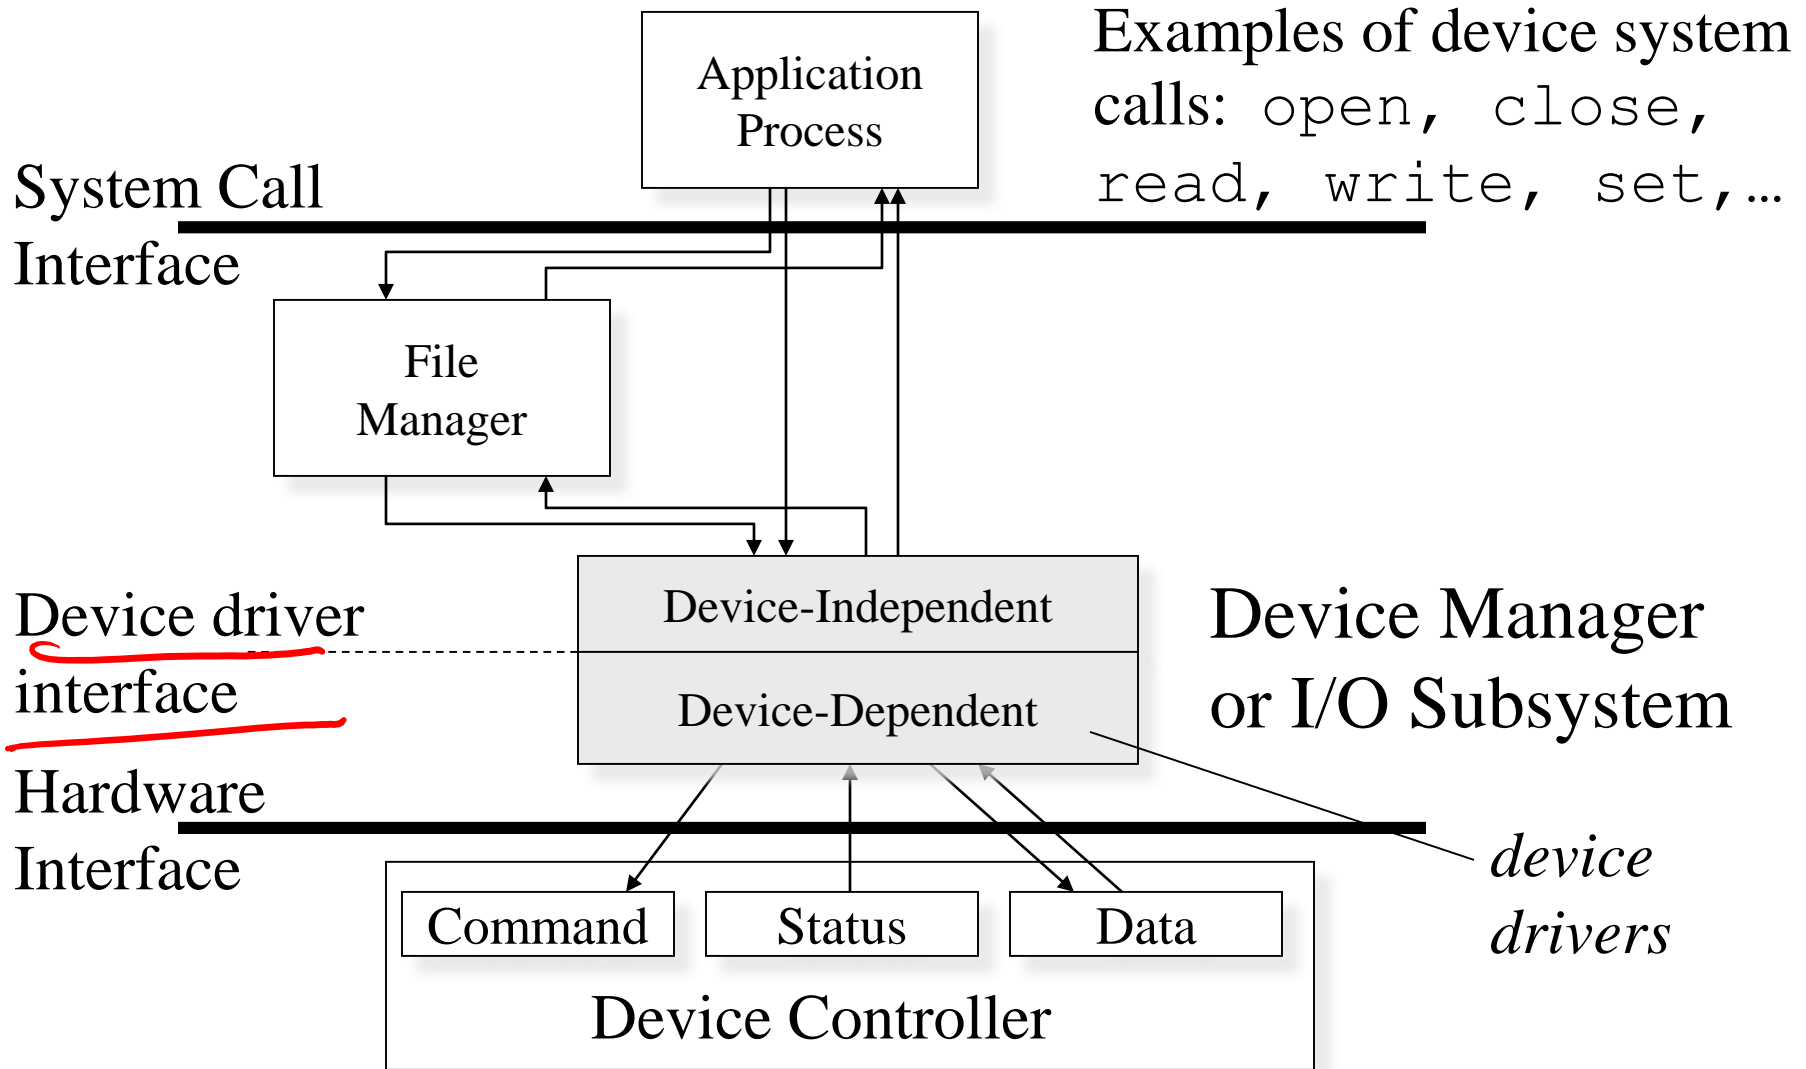 Application
Process
Examples of device system
calls: open, close,
read, write, set,…
System Call
Interface
File
Manager
Device driver
interface
Device-Independent
Device-Dependent
Device Manager
or I/O Subsystem
Hardware
Interface
device
drivers
Command
Status
Data
Device Controller